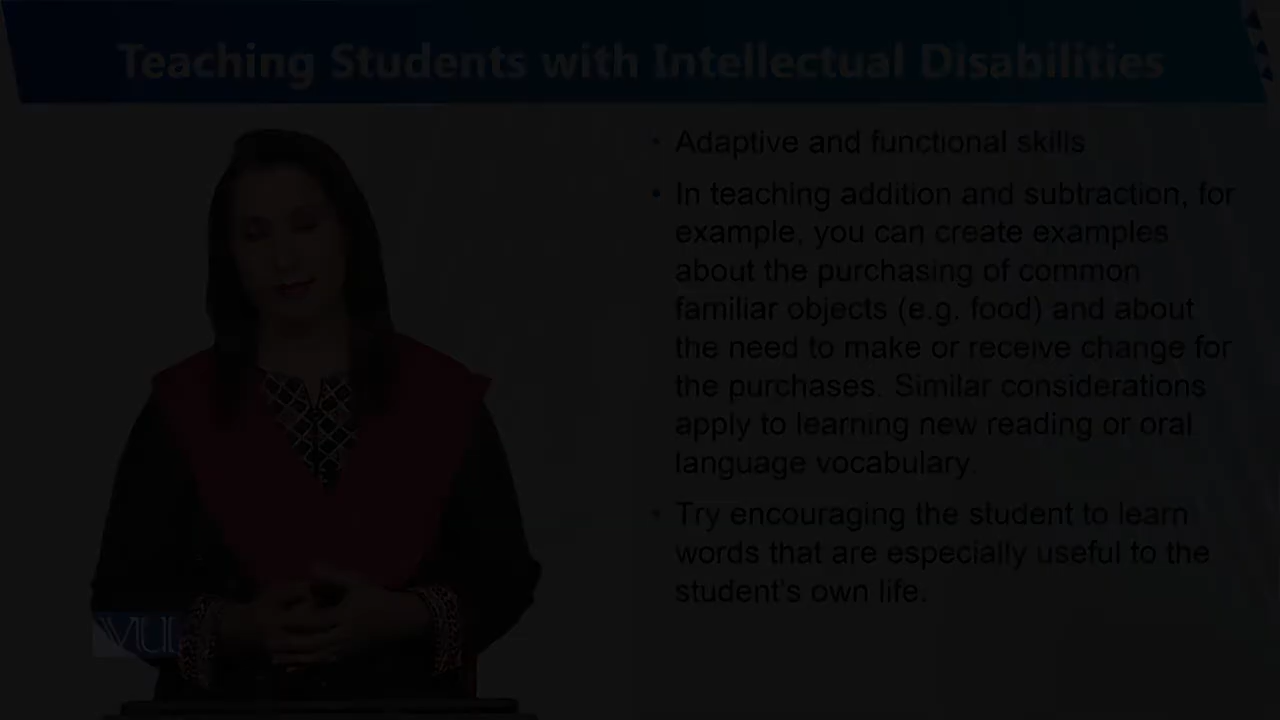 Teaching Students with Intellectual Disabilities
• Adaptive and functional skills
• In teaching addition and subtraction, for
example, you can create examples
about the purchasing of common
familiar objects (e.g. food) and about
the need to make or receive change for
the purchases. Similar considerations
apply to learning new reading or oral
language vocabulary.
• Try encouraging the student to learn
words that are especially useful to the
student's own life.
VU